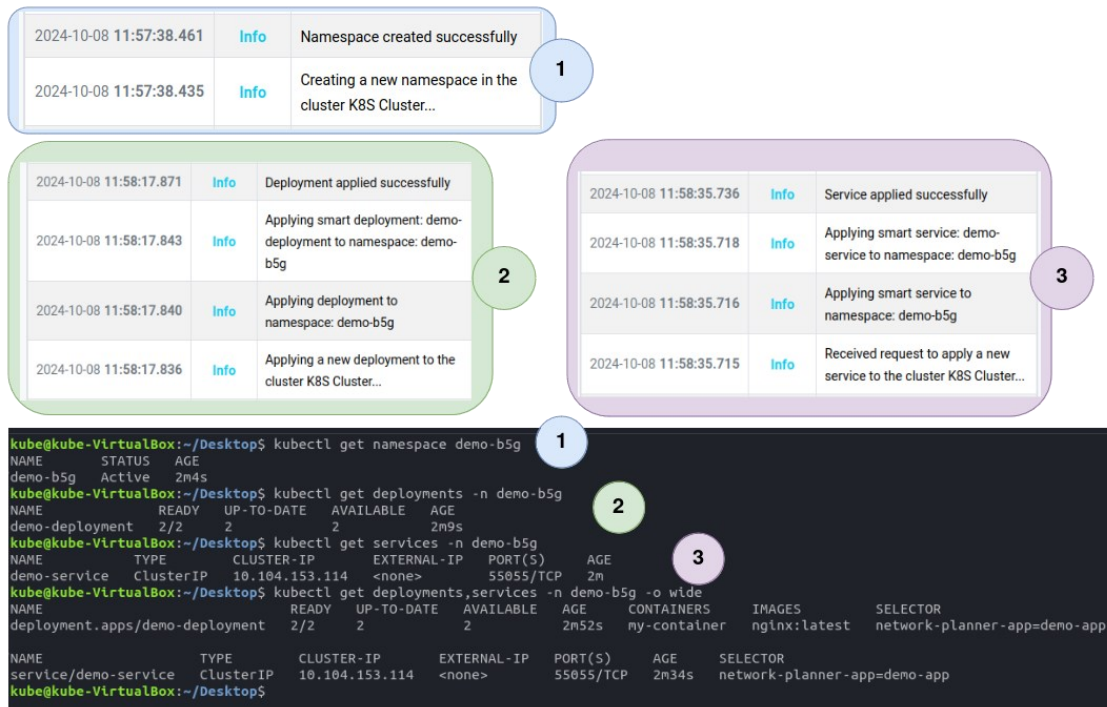 2024-10-08 11:57:38.461 Info Namespace created successfully
1
2024-10-08 11:57:38.435 Info Creating a new namespace in the
cluster K8S Cluster...
2024-10-08 11:58:17.871 Info Deployment applied successfully
2024-10-08 11:58:17.843 Info Applying smart deployment: demo-
deployment to namespace: demo-
b5g
2
2024-10-08 11:58:17.840 Info Applying deployment to
namespace: demo-b5g
2024-10-08 11:58:17.836 Info Applying a new deployment to the
cluster K8S Cluster...
2024-10-08 11:58:35.736 Info Service applied successfully
2024-10-08 11:58:35.718 Info Applying smart service: demo-
service to namespace: demo-b5g
3
2024-10-08 11:58:35.716 Info Applying smart service to
namespace: demo-b5g
2024-10-08 11:58:35.715 Info Received request to apply a new
service to the cluster K8S Cluster...
kube@kube-VirtualBox:~/Desktop$ kubectl get namespace demo-b5g
1
NAME STATUS AGE
demo-b5g Active 2m4s
kube@kube-VirtualBox:~/Desktop$ kubectl get deployments -n demo-b5g
2
NAME READY UP-TO-DATE AVAILABLE AGE
demo-deployment 2/2 2 2 2m9s
kube@kube-VirtualBox:~/Desktop$ kubectl get services -n demo-b5g
3
NAME TYPE CLUSTER-IP EXTERNAL-IP PORT(S) AGE
demo-service ClusterIP 10.104.153.114 <none> 55055/TCP 2m
kube@kube-VirtualBox:~/Desktop$ kubectl get deployments,services -n demo-b5g -o wide
NAME READY UP-TO-DATE AVAILABLE AGE CONTAINERS IMAGES SELECTOR
deployment.apps/demo-deployment 2/2 2 2 2m52s my-container nginx:latest network-planner-app=demo-app
NAME TYPE CLUSTER-IP EXTERNAL-IP PORT(S) AGE SELECTOR
service/demo-service ClusterIP 10.104.153.114 <none> 55055/TCP 2m34s network-planner-app=demo-app
kube@kube-VirtualBox:~/Desktop$